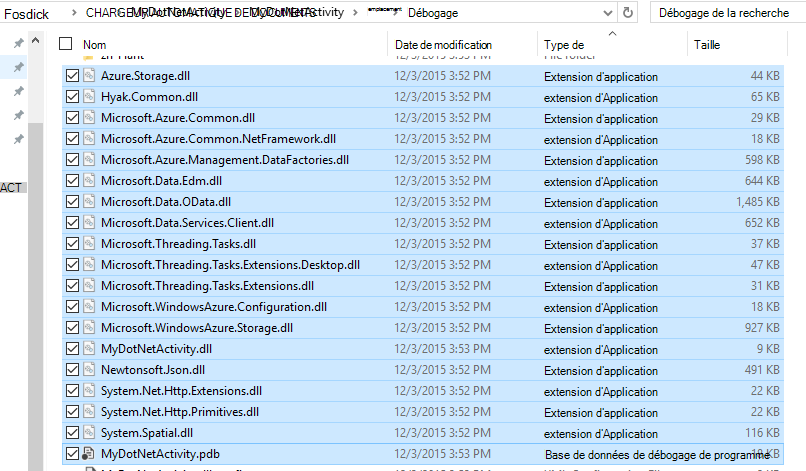 Fosdick > MyDotNetActivity > MyDotNetActivity > emplacement > Débogage
Débogage de la recherche
Nom Date de modification Type de Taille
Azure.Storage.dll 12/3/2015 3:52 PM Extension d'application 44 KB
Hyak.Common.dll 12/3/2015 3:52 PM extension d'Application 65 KB
Microsoft.Azure.Common.dll 12/3/2015 3:52 PM Extension d'Application 29 KB
Microsoft.Azure.Common.NetFramework.dll 12/3/2015 3:52 PM extension d'Application 18 KB
Microsoft.Azure.Management.DataFactories.dll 12/3/2015 3:52 PM Extension d'Application 598 KB
Microsoft.Data.Edm.dll 12/3/2015 3:52 PM extension d'Application 644 KB
Microsoft.Data.OData.dll 12/3/2015 3:52 PM Extension d'Application 1,485 KB
Microsoft.Data.Services.Client.dll 12/3/2015 3:52 PM extension d'Application 652 KB
Microsoft.Threading.Tasks.dll 12/3/2015 3:52 PM Extension d'Application 37 KB
Microsoft.Threading.Tasks.Extensions.Desktop.dll 12/3/2015 3:52 PM extension d'Application 47 KB
ACT
Microsoft.Threading.Tasks.Extensions.dll 12/3/2015 3:52 PM Extension d'Application 31 KB
Microsoft.WindowsAzure.Configuration.dll 12/3/2015 3:52 PM extension d'Application 18 KB
Microsoft.WindowsAzure.Storage.dll 12/3/2015 3:52 PM Extension d'Application 927 KB
MyDotNetActivity.dll 12/3/2015 3:53 PM extension d'Application 9 KB
Newtonsoft.Json.dll 12/3/2015 3:52 PM Extension d'Application 491 KB
System.Net.Http.Extensions.dll 12/3/2015 3:52 PM extension d'Application 22 KB
System.Net.Http.Primitives.dll 12/3/2015 3:52 PM Extension d'Application 22 KB
System.Spatial.dll 12/3/2015 3:52 PM extension d'Application 116 KB
MyDotNetActivity.pdb 12/3/2015 3:53 PM Base de données de débogage de programme KB